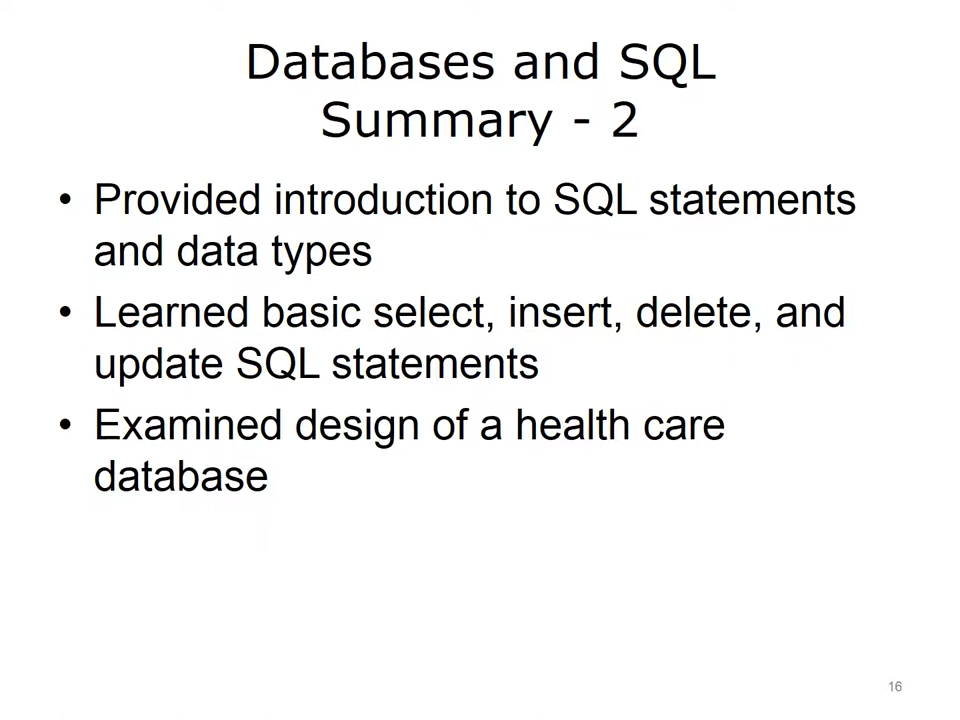 Databases and SQL
Summary - 2
• Provided introduction to SQL statements
and data types
• Learned basic select, insert, delete, and
update SQL statements
• Examined design of a health care
database
16